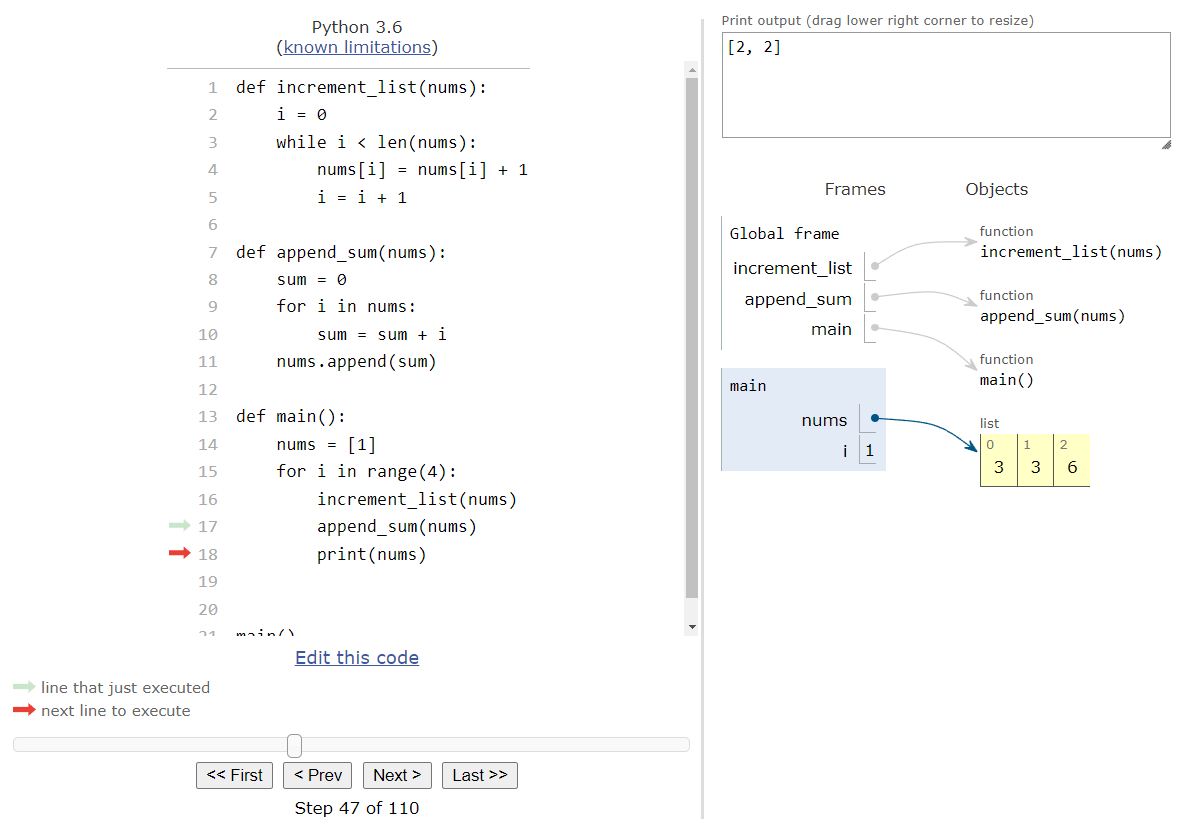 Python 3.6
(known limitations)
1 def increment_list(nums):
2     i = 0
3     while i < len(nums):
4         nums[i] = nums[i] + 1
5         i = i + 1
6
7 def append_sum(nums):
8     sum = 0
9     for i in nums:
10         sum = sum + i
11     nums.append(sum)
12
13 def main():
14     nums = [1]
15     for i in range(4):
16         increment_list(nums)
17         append_sum(nums)
18         print(nums)
19
20
21 main()
Edit this code
line that just executed
next line to execute
<< First < Prev Next > Last >>
Step 47 of 110
Print output (drag lower right corner to resize)
[2, 2]
Frames Objects
Global frame
increment_list
append_sum
main
function
increment_list(nums)
function
append_sum(nums)
function
main()
main
nums
i 1
list
0 1 2
3 3 6